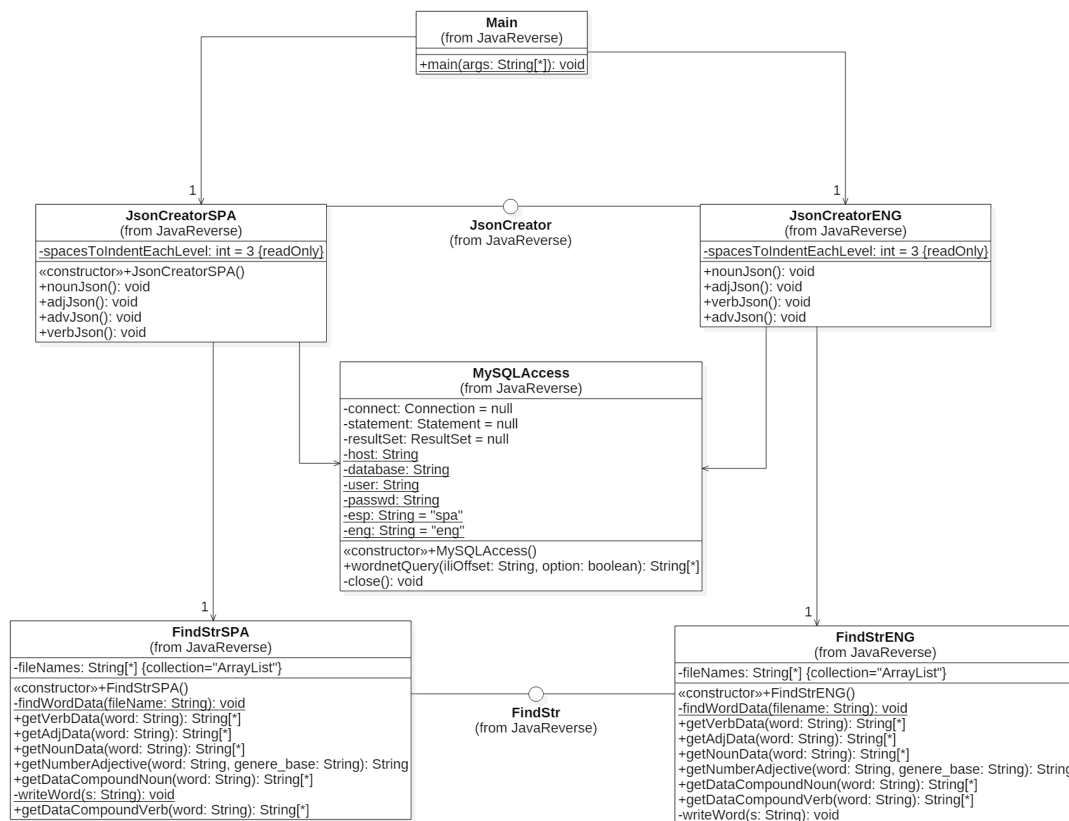 Main
(from JavaReverse)
+main(args: String[*]): void
1
1
JsonCreatorSPA
(from JavaReverse)
-spacesToIndentEachLevel: int = 3 {readOnly}
«constructor»+JsonCreatorSPA()
+nounJson(): void
+adjJson(): void
+advJson(): void
+verbJson(): void
JsonCreator
(from JavaReverse)
JsonCreatorENG
(from JavaReverse)
-spacesToIndentEachLevel: int = 3 {readOnly}
+nounJson(): void
+adjJson(): void
+verbJson(): void
+advJson(): void
MySQLAccess
(from JavaReverse)
-connect: Connection = null
-statement: Statement = null
-resultSet: ResultSet = null
-host: String
-database: String
-user: String
-passwd: String
-esp: String = "spa"
-eng: String = "eng"
«constructor»+MySQLAccess()
+wordnetQuery(iliOffset: String, option: boolean): String[*]
-close(): void
1
1
FindStrSPA
(from JavaReverse)
-fileNames: String[*] {collection="ArrayList"}
«constructor»+FindStrSPA()
-findWordData(fileName: String): void
+getVerbData(word: String): String[*]
+getAdjData(word: String): String[*]
+getNounData(word: String): String[*]
+getNumberAdjective(word: String, genere_base: String): String
+getDataCompoundNoun(word: String): String[*]
-writeWord(s: String): void
+getDataCompoundVerb(word: String): String[*]
FindStr
(from JavaReverse)
FindStrENG
(from JavaReverse)
-fileNames: String[*] {collection="ArrayList"}
«constructor»+FindStrENG()
-findWordData(filename: String): void
+getVerbData(word: String): String[*]
+getAdjData(word: String): String[*]
+getNounData(word: String): String[*]
+getNumberAdjective(word: String, genere_base: String): String
+getDataCompoundNoun(word: String): String[*]
+getDataCompoundVerb(word: String): String[*]
-writeWord(s: String): void